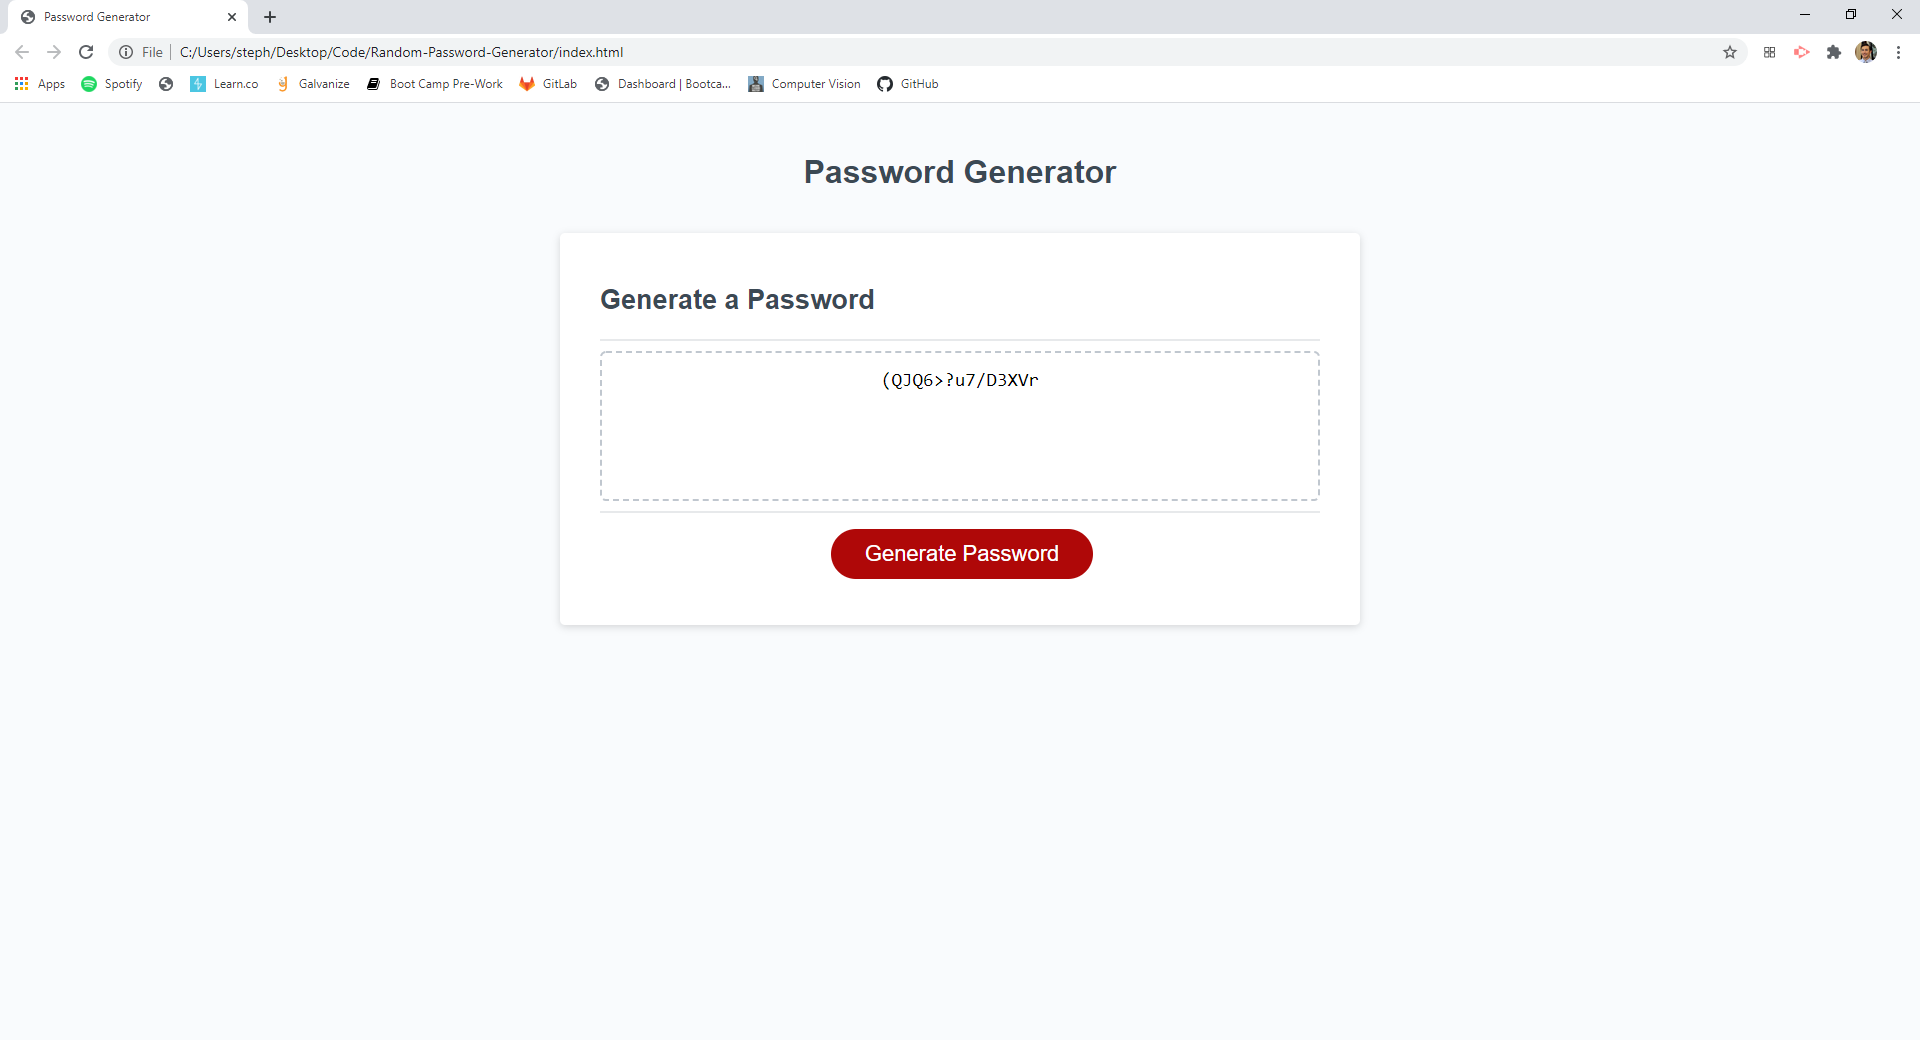 Password Generator
File C:/Users/steph/Desktop/Code/Random-Password-Generator/index.html
Apps Spotify Learn.co Galvanize Boot Camp Pre-Work GitLab Dashboard | Bootca... Computer Vision GitHub
Password Generator
Generate a Password
(QJQ6>?u7/D3XVr
Generate Password